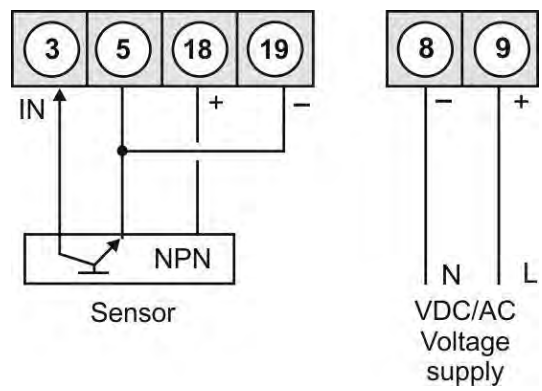 3 5 18 19
IN + −
NPN
Sensor
8 9
− +
N L
VDC/AC
Voltage
supply